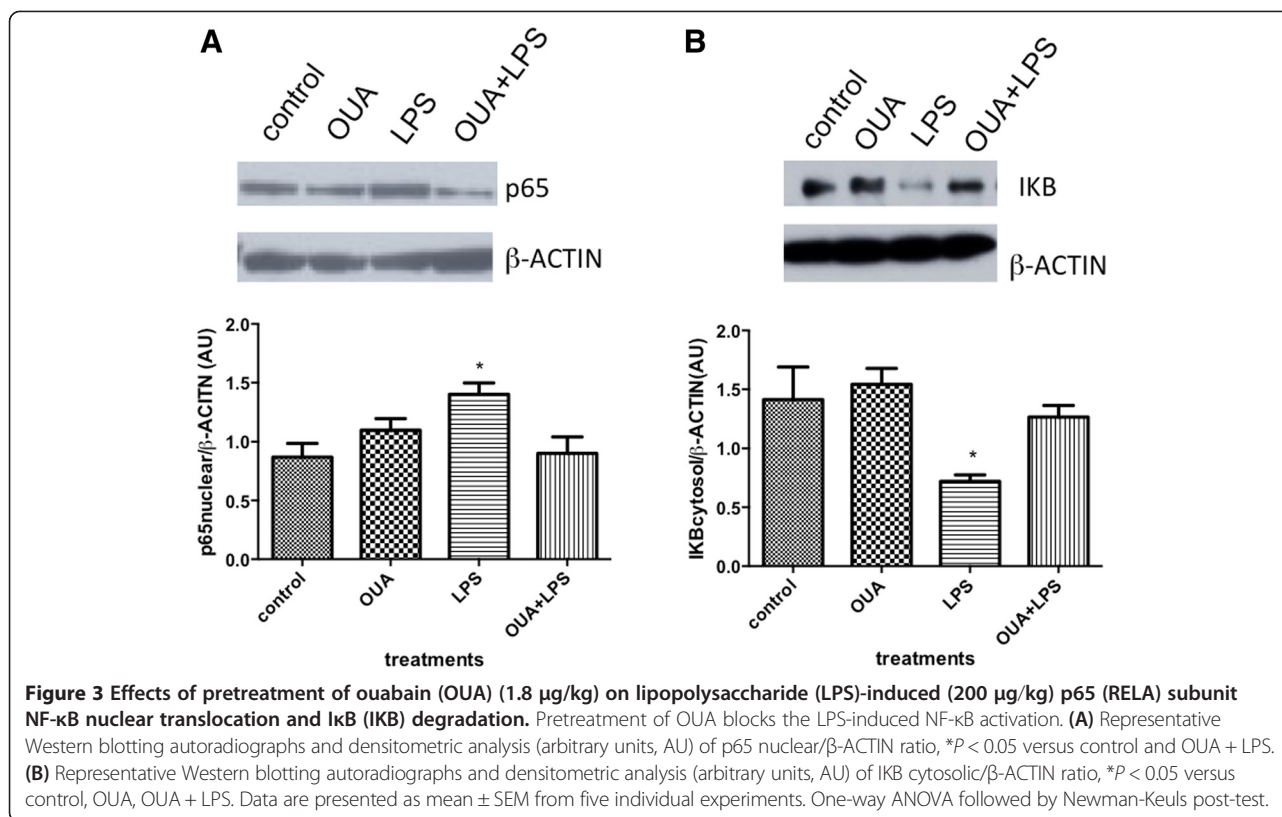 A
B
control OUA LPS OUA+LPS
control OUA LPS OUA+LPS
p65
IKB
β-ACTIN
β-ACTIN
p65nuclear/β-ACITN (AU)
2.0
1.5
1.0
0.5
0.0
*
control OUA LPS OUA+LPS
treatments
IKBcytosol/β-ACTIN(AU)
2.0
1.5
1.0
0.5
0.0
*
control OUA LPS OUA+LPS
treatments
Figure 3 Effects of pretreatment of ouabain (OUA) (1.8 μg/kg) on lipopolysaccharide (LPS)-induced (200 μg/kg) p65 (RELA) subunit
NF-κB nuclear translocation and IκB (IKB) degradation. Pretreatment of OUA blocks the LPS-induced NF-κB activation. (A) Representative
Western blotting autoradiographs and densitometric analysis (arbitrary units, AU) of p65 nuclear/β-ACTIN ratio, *P < 0.05 versus control and OUA + LPS.
(B) Representative Western blotting autoradiographs and densitometric analysis (arbitrary units, AU) of IKB cytosolic/β-ACTIN ratio, *P < 0.05 versus
control, OUA, OUA + LPS. Data are presented as mean ± SEM from five individual experiments. One-way ANOVA followed by Newman-Keuls post-test.